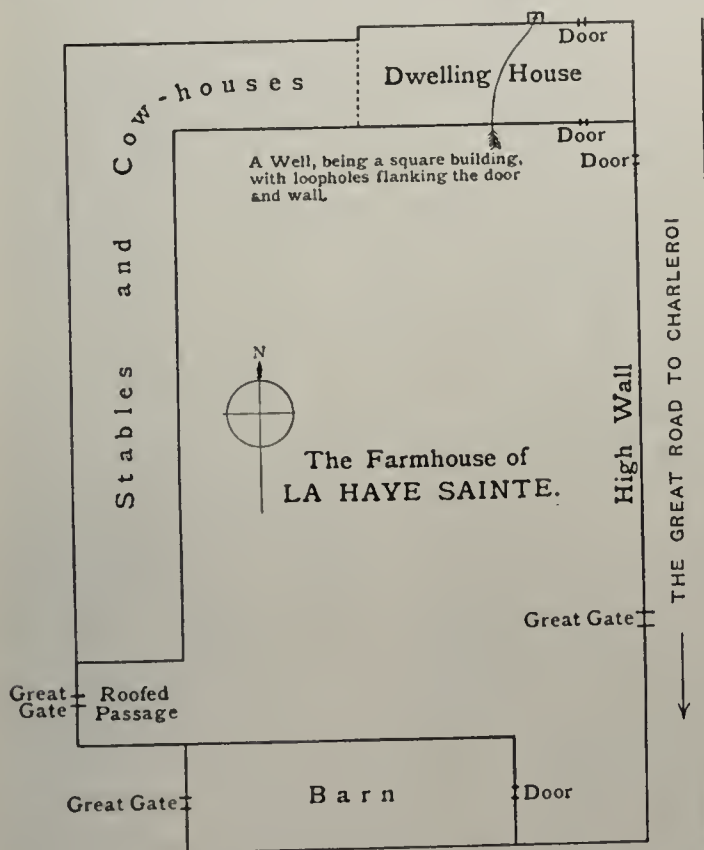 Door
Dwelling House
Stables and Cow-houses
Door
A Well, being a square building,
with loopholes flanking the door
and wall.
Door
N
The Farmhouse of
LA HAYE SAINTE.
High Wall
THE GREAT ROAD TO CHARLEROI
Great Gate
Great
Gate
Roofed
Passage
Great Gate
Barn
Door